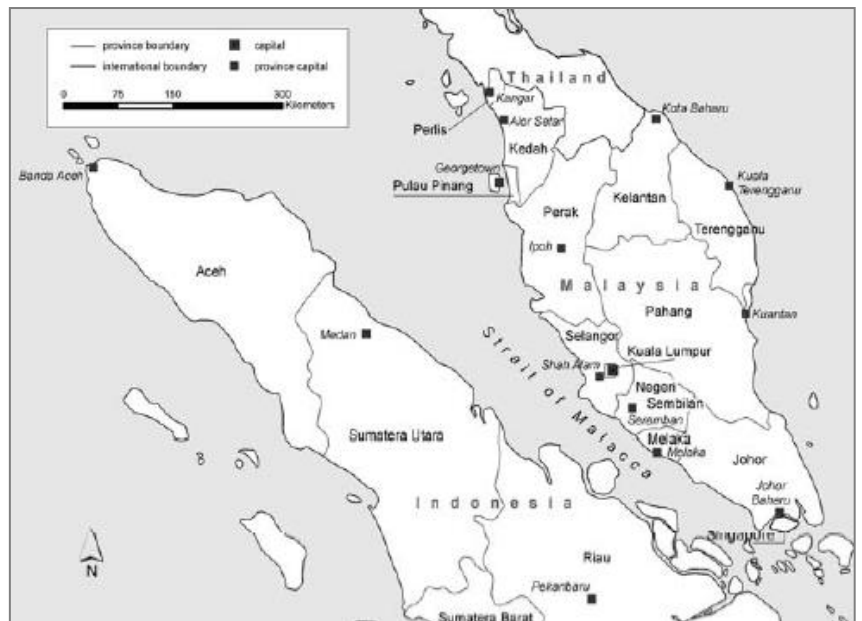 province boundary
capital
international boundary
province capital
0 75 150 300
Kilometers
Thailand
Kangar
Kota Baharu
Perlis
Alor Setar
Kedah
Banda Aceh
Georgetown
Kuala
Terengganu
Pulau Pinang
Kelantan
Perak
Terengganu
Ipoh
Aceh
Malaysia
Pahang
Kuantan
Medan
Selangor
Kuala Lumpur
Strait of Malacca
Shah Alam
Negeri
Sembilan
Seremban
Sumatera Utara
Melaka
Melaka
Johor
Johor
Baharu
Indonesia
Singapure
Riau
N
Pekanbaru
Sumatera Barat